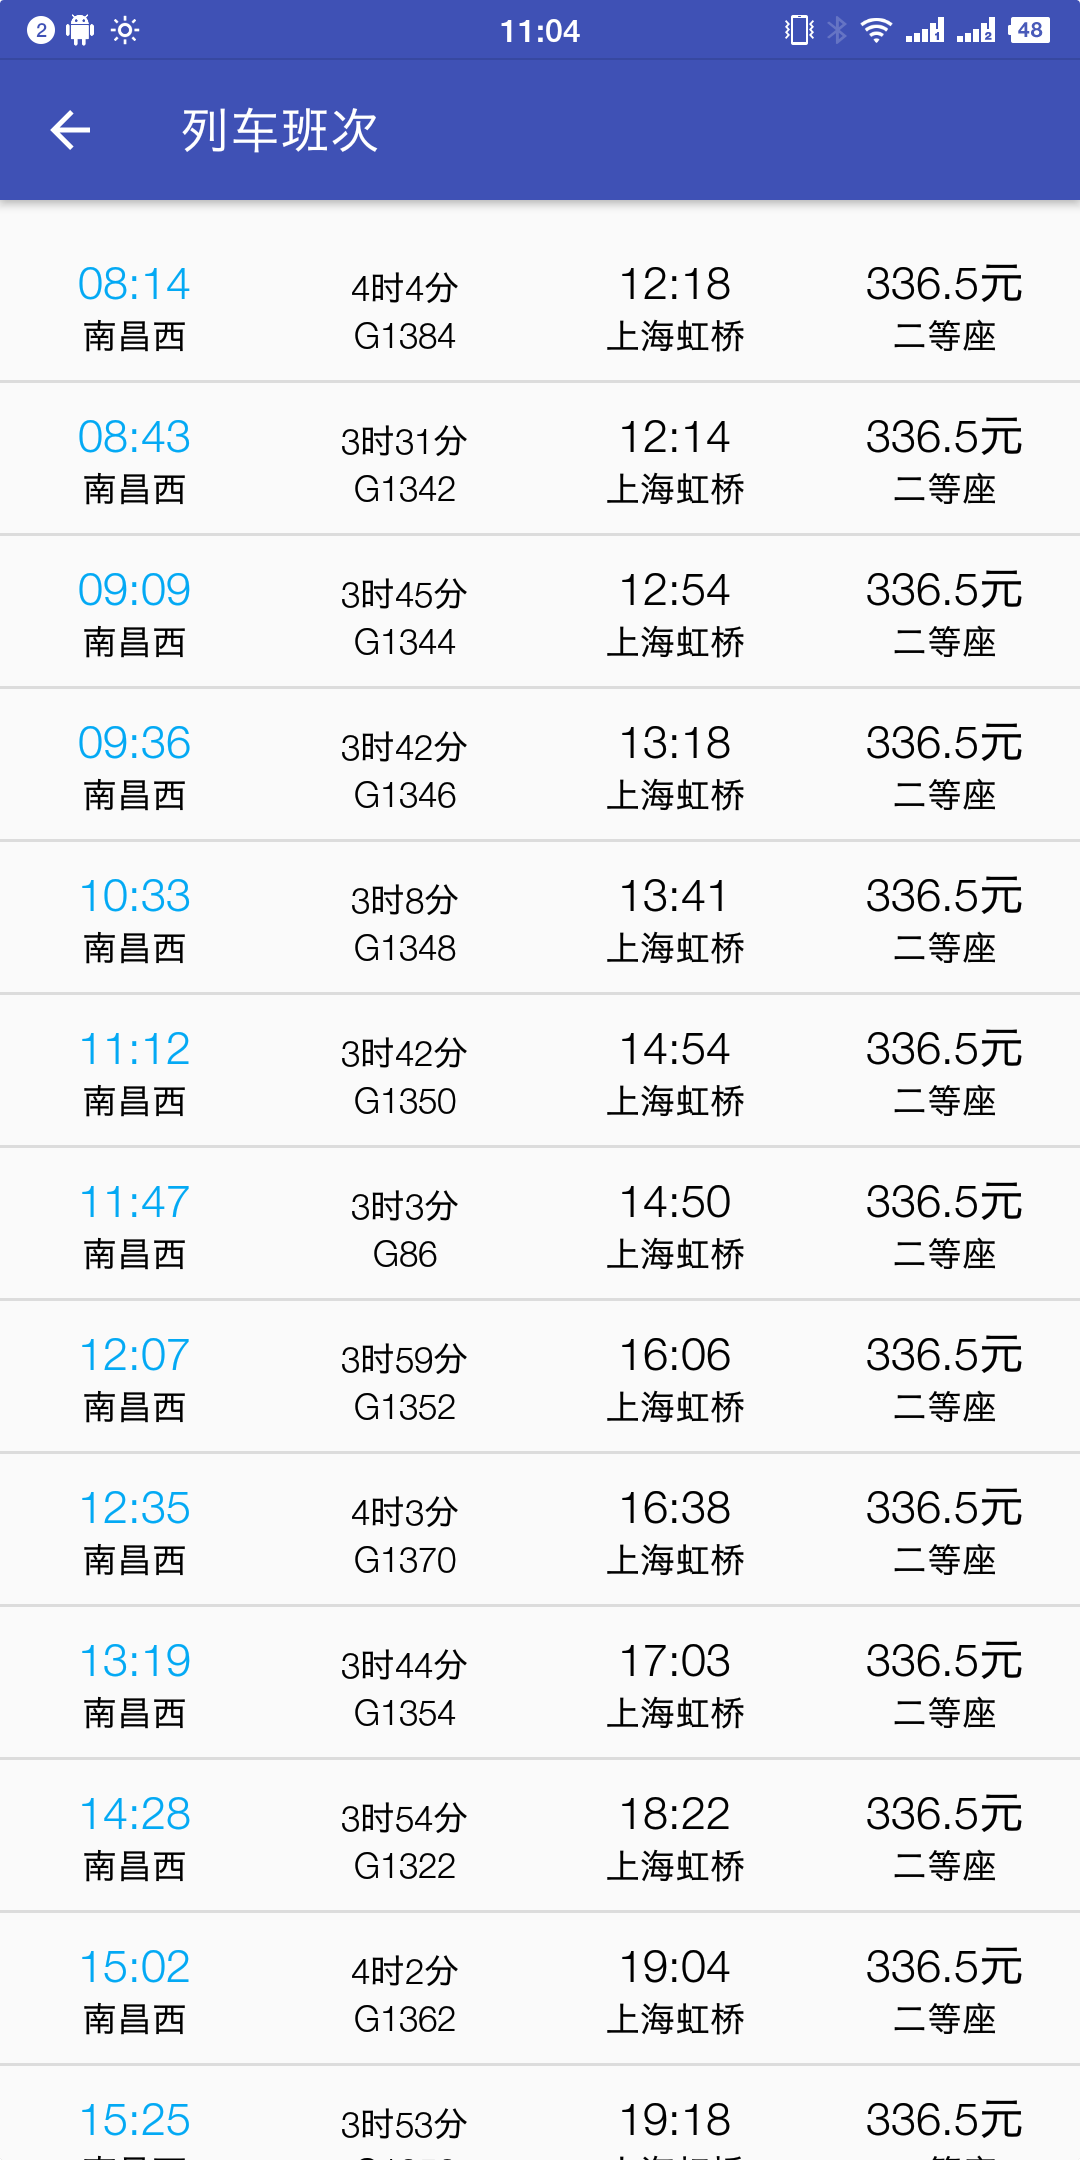 2 11:04 1 2 48
列车班次
08:14 4时4分 12:18 336.5元
南昌西 G1384 上海虹桥 二等座
08:43 3时31分 12:14 336.5元
南昌西 G1342 上海虹桥 二等座
09:09 3时45分 12:54 336.5元
南昌西 G1344 上海虹桥 二等座
09:36 3时42分 13:18 336.5元
南昌西 G1346 上海虹桥 二等座
10:33 3时8分 13:41 336.5元
南昌西 G1348 上海虹桥 二等座
11:12 3时42分 14:54 336.5元
南昌西 G1350 上海虹桥 二等座
11:47 3时3分 14:50 336.5元
南昌西 G86 上海虹桥 二等座
12:07 3时59分 16:06 336.5元
南昌西 G1352 上海虹桥 二等座
12:35 4时3分 16:38 336.5元
南昌西 G1370 上海虹桥 二等座
13:19 3时44分 17:03 336.5元
南昌西 G1354 上海虹桥 二等座
14:28 3时54分 18:22 336.5元
南昌西 G1322 上海虹桥 二等座
15:02 4时2分 19:04 336.5元
南昌西 G1362 上海虹桥 二等座
15:25 3时53分 19:18 336.5元